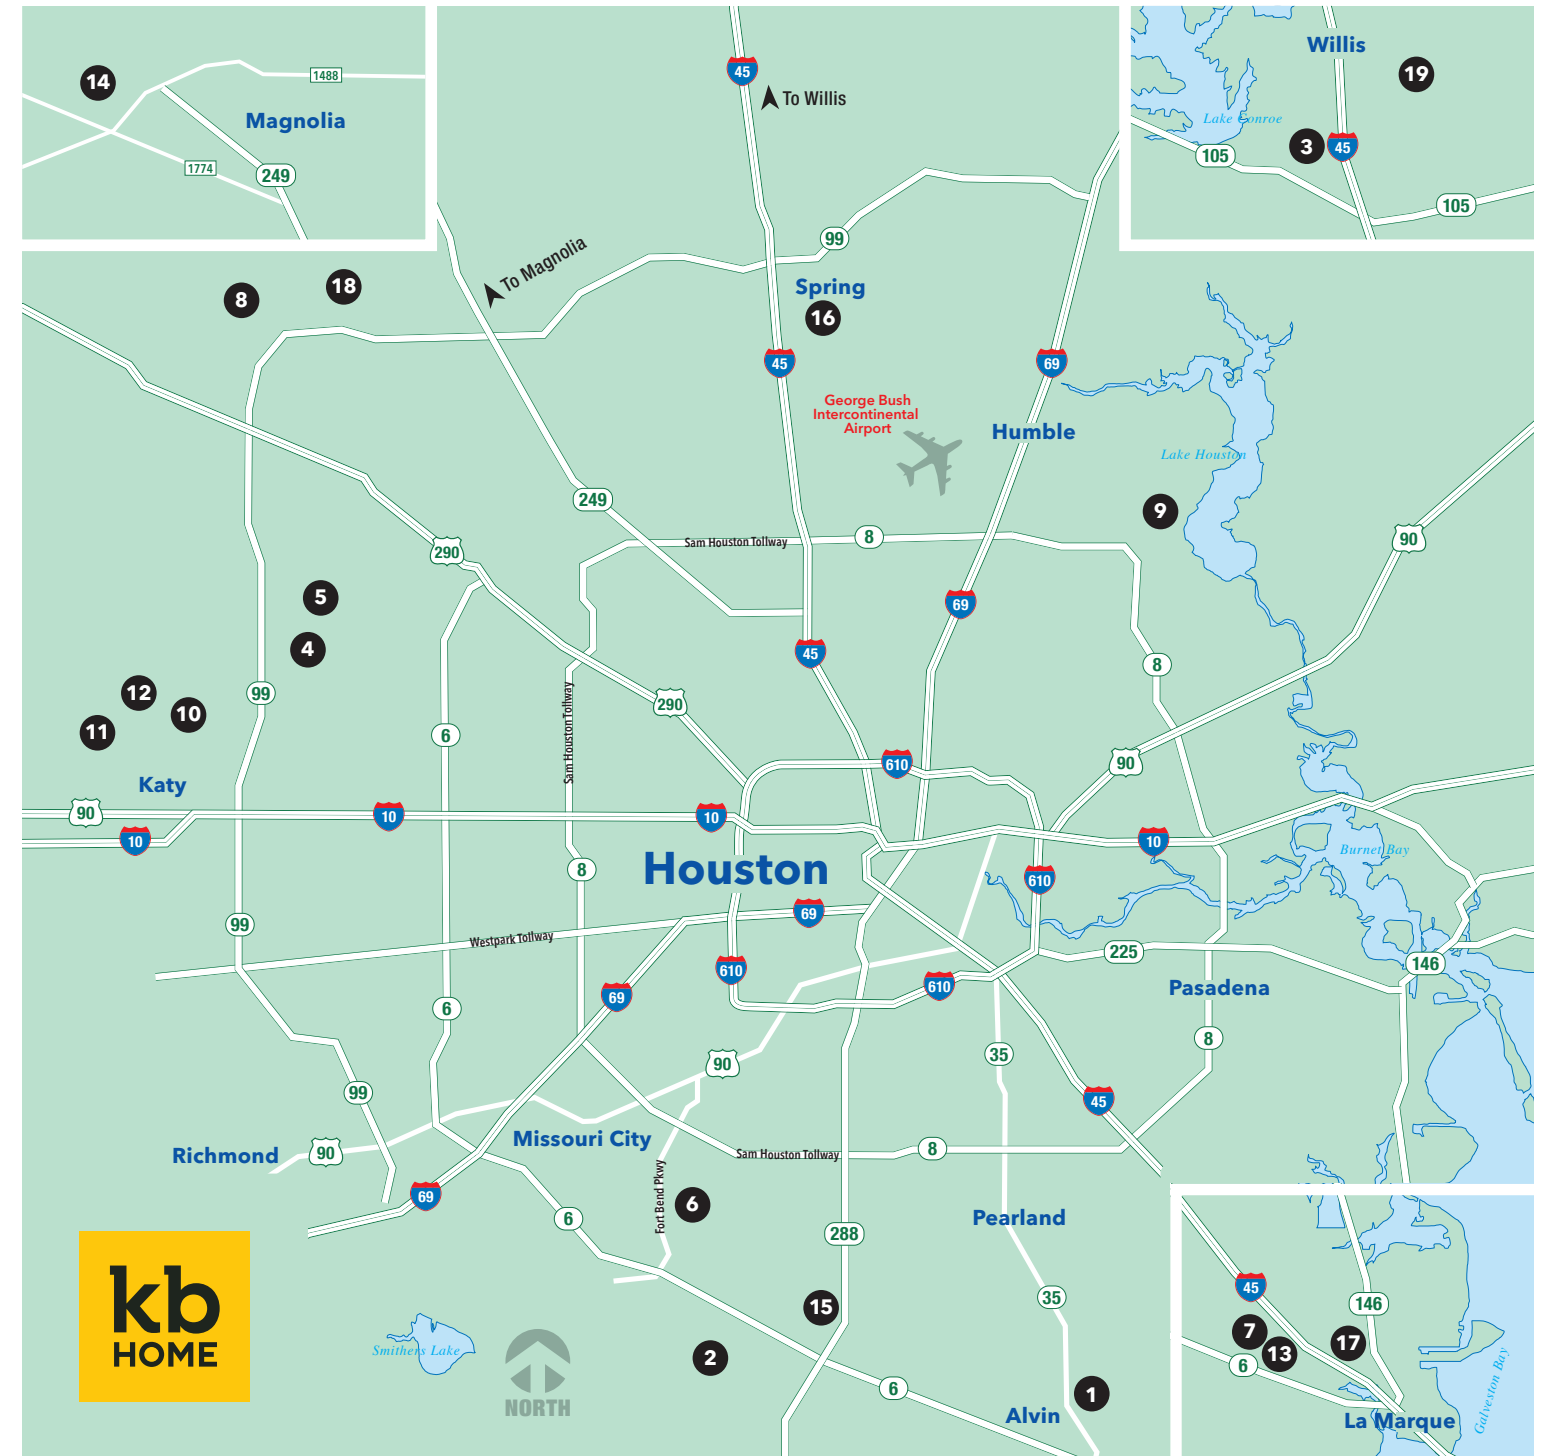 14
1488
Magnolia
1774
249
45
To Willis
Willis
19
Lake Conroe
3
45
105
105
99
To Magnolia
8
18
Spring
16
45
69
George Bush
Intercontinental
Airport
Humble
Lake Houston
249
9
Sam Houston Tollway
8
90
290
5
69
4
45
8
12
99
10
290
11
Sam Houston Tollway
6
610
90
Katy
90
10
10
10
10
Burnet Bay
Houston
8
610
69
99
Westpark Tollway
225
146
610
69
610
Pasadena
6
8
35
90
99
45
Missouri City
Richmond
90
Sam Houston Tollway
8
69
Fort Bend Pkwy
6
6
Pearland
288
45
35
146
15
7
17
13
6
Smithers Lake
2
Galveston Bay
kb
HOME
NORTH
6
1
Alvin
La Marque